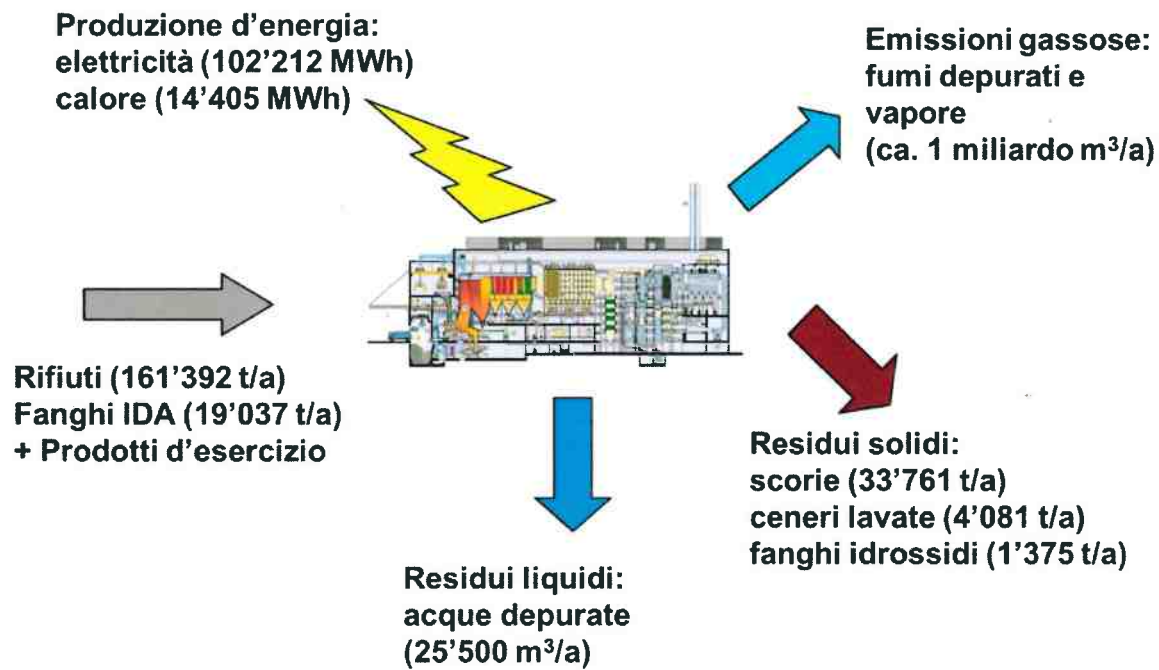 Produzione d’energia:
elettricità (102’212 MWh)
calore (14’405 MWh)
Emissioni gassose:
fumi depurati e
vapore
(ca. 1 miliardo m³/a)
Rifiuti (161’392 t/a)
Fanghi IDA (19’037 t/a)
+ Prodotti d’esercizio
Residui solidi:
scorie (33’761 t/a)
ceneri lavate (4’081 t/a)
fanghi idrossidi (1’375 t/a)
Residui liquidi:
acque depurate
(25’500 m³/a)